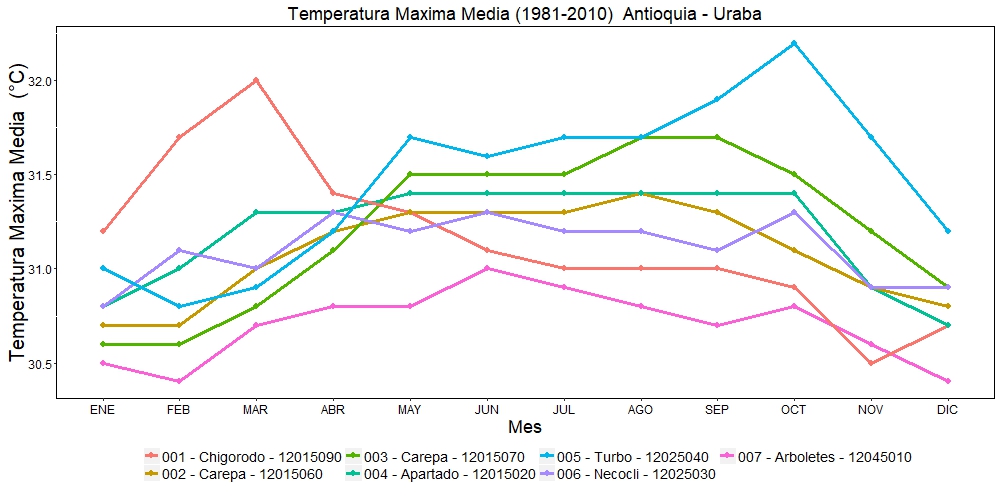 Temperatura Maxima Media (1981-2010)  Antioquia - Uraba
Temperatura Maxima Media  (°C)
32.0
31.5
31.0
30.5
ENE FEB MAR ABR MAY JUN JUL AGO SEP OCT NOV DIC
Mes
001 - Chigorodo - 12015090 003 - Carepa - 12015070 005 - Turbo - 12025040 007 - Arboletes - 12045010
002 - Carepa - 12015060 004 - Apartado - 12015020 006 - Necocli - 12025030